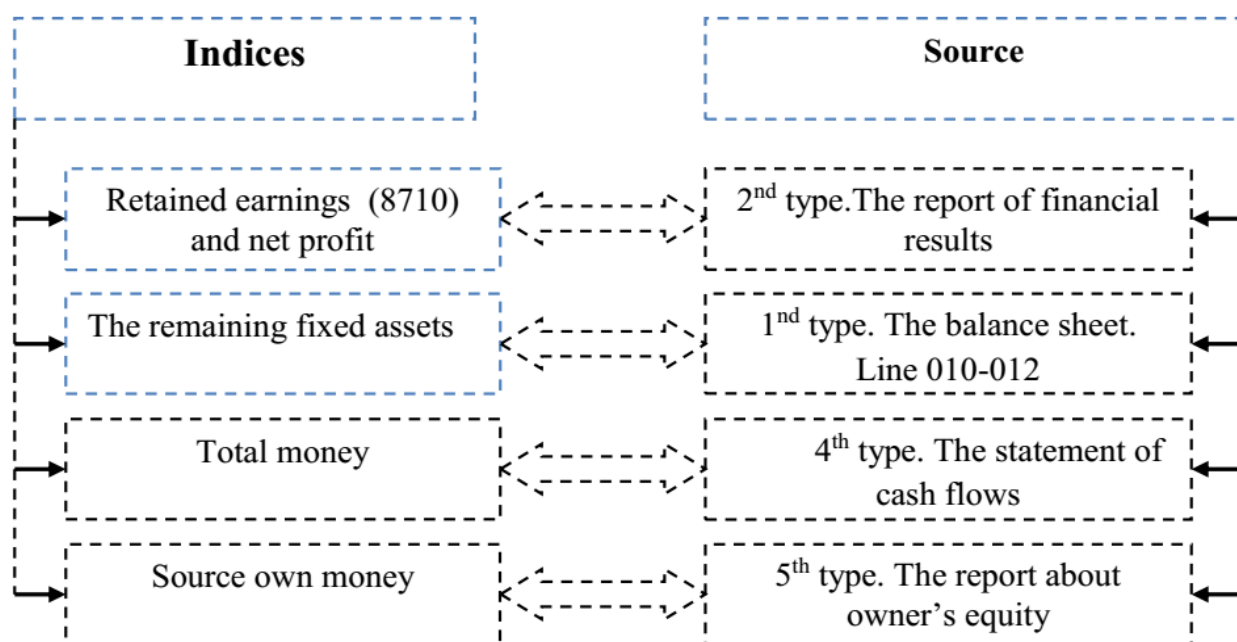 Indices
Source
Retained earnings (8710)
and net profit
2nd type.The report of financial
results
The remaining fixed assets
1nd type. The balance sheet.
Line 010-012
Total money
4th type. The statement of
cash flows
Source own money
5th type. The report about
owner’s equity